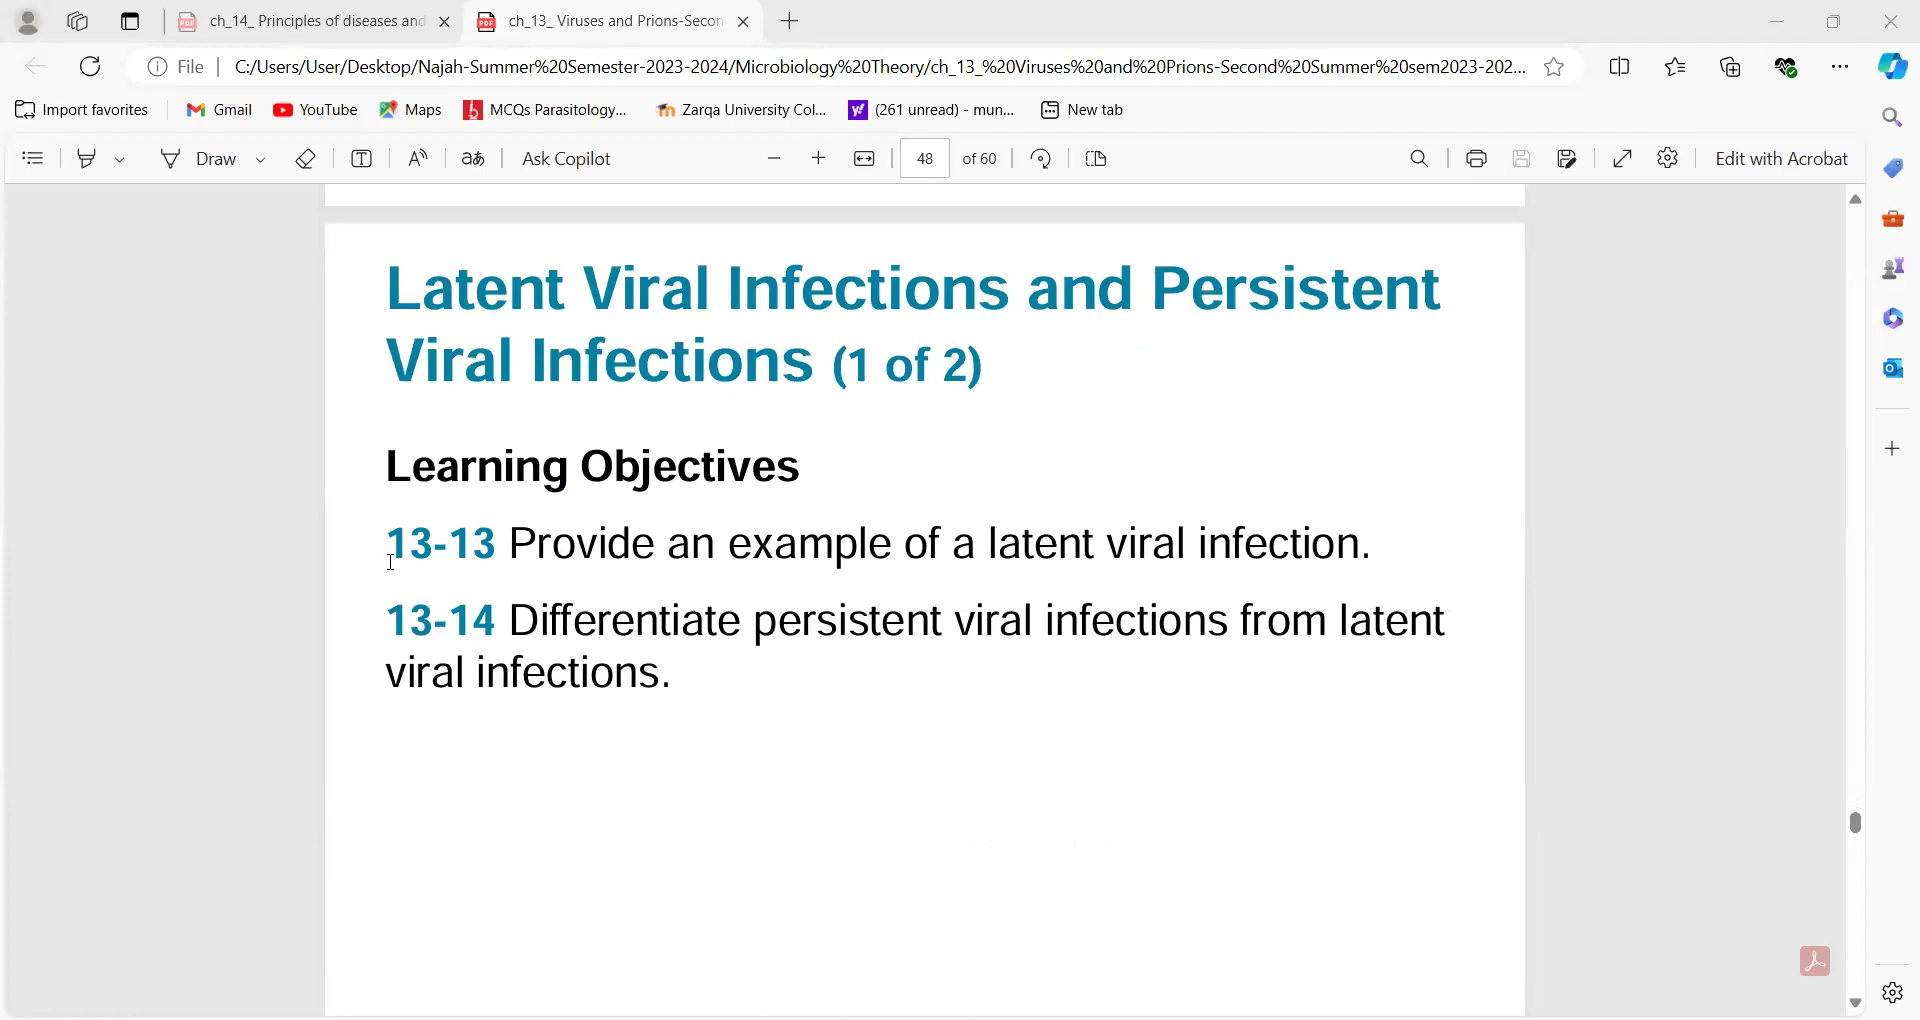 ch_14_ Principles of diseases and
ch_13_ Viruses and Prions-Secon
File
C:/Users/User/Desktop/Najah-Summer%20Semester-2023-2024/Microbiology%20Theory/ch_13_%20Viruses%20and%20Prions-Second%20Summer%20sem2023-202...
Import favorites
Gmail
YouTube
Maps
MCQs Parasitology...
Zarqa University Col...
(261 unread) - mun...
New tab
Draw
Ask Copilot
48 of 60
Edit with Acrobat
Latent Viral Infections and Persistent
Viral Infections (1 of 2)
Learning Objectives
13-13 Provide an example of a latent viral infection.
13-14 Differentiate persistent viral infections from latent
viral infections.